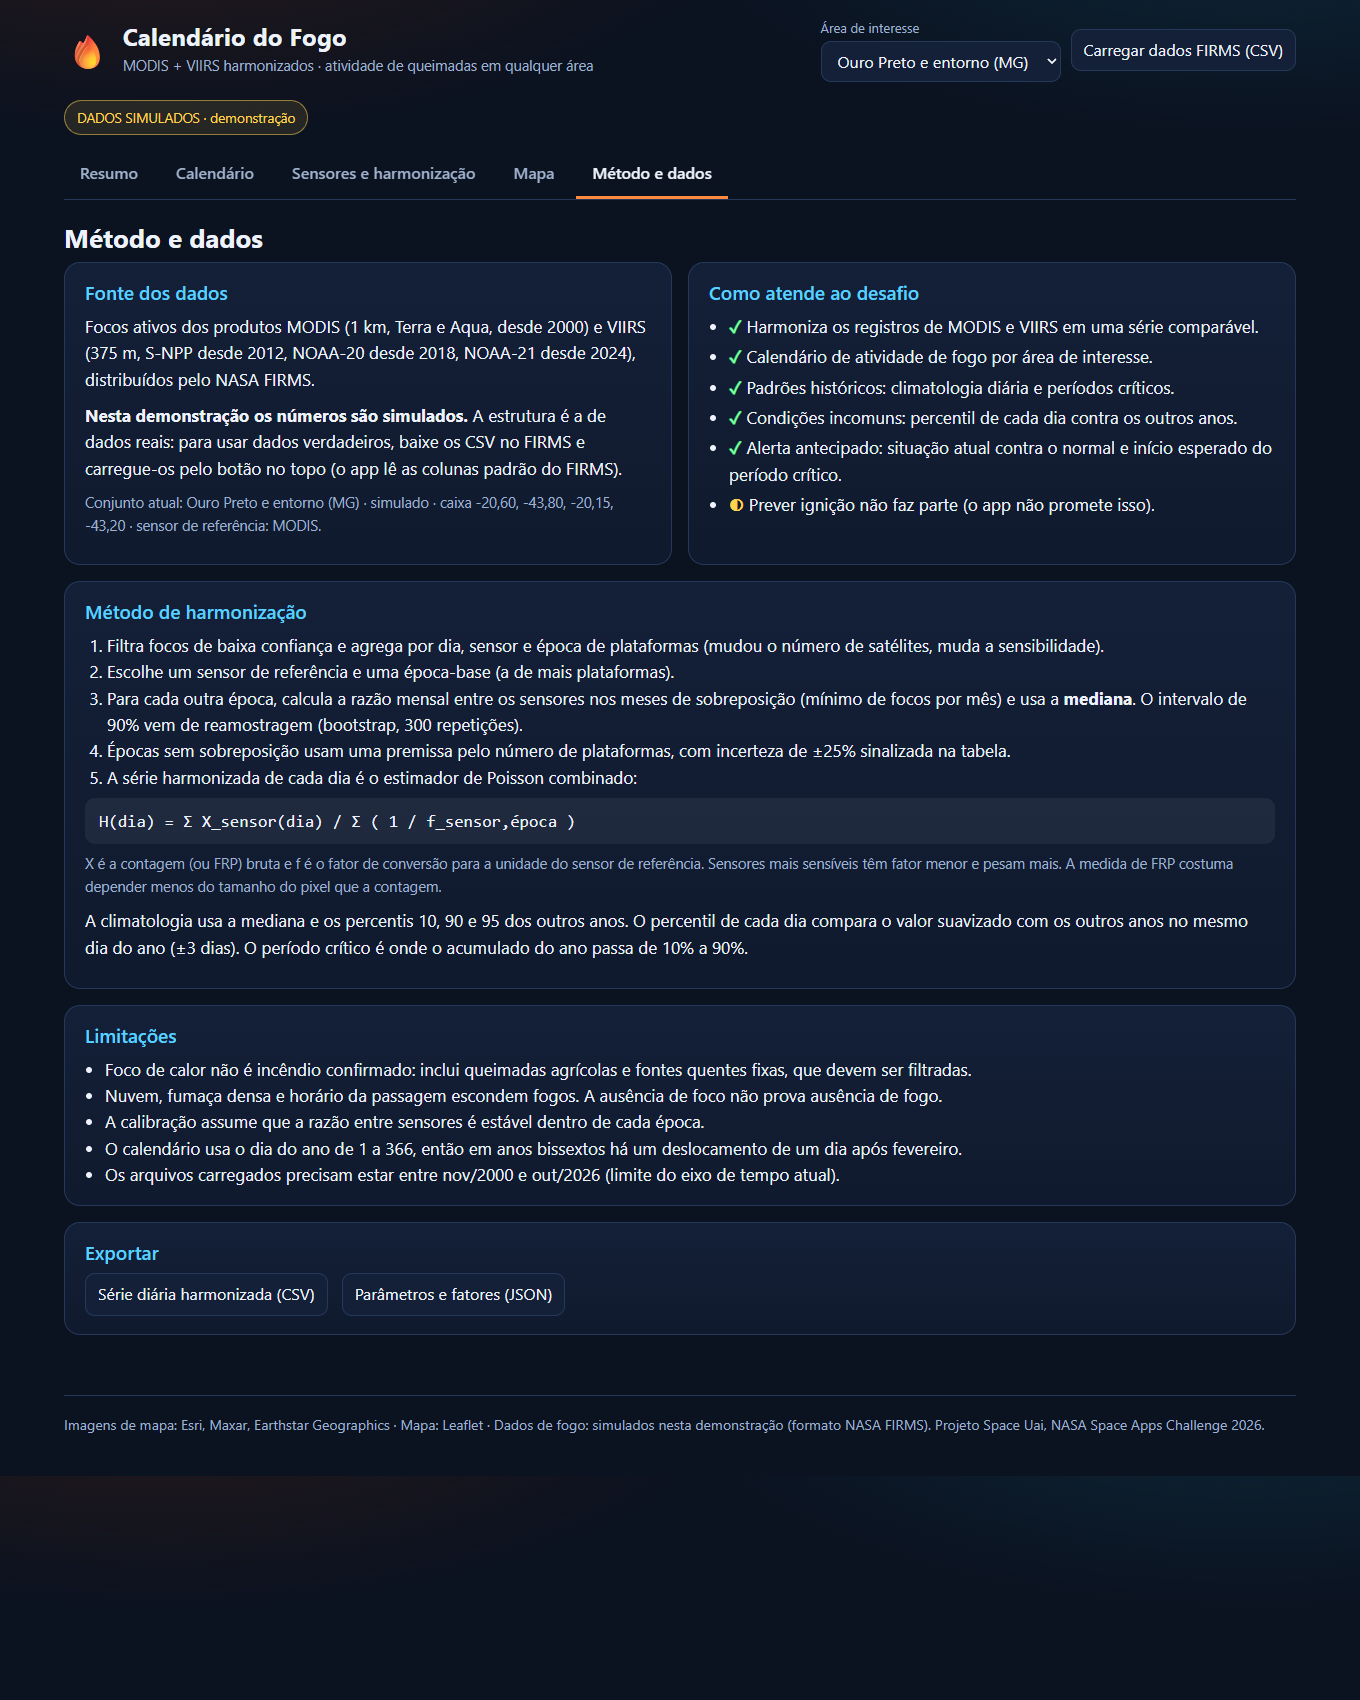 Calendário do Fogo
MODIS + VIIRS harmonizados · atividade de queimadas em qualquer área
Área de interesse
Ouro Preto e entorno (MG)
Carregar dados FIRMS (CSV)
DADOS SIMULADOS · demonstração
Resumo
Calendário
Sensores e harmonização
Mapa
Método e dados
Método e dados
Fonte dos dados
Focos ativos dos produtos MODIS (1 km, Terra e Aqua, desde 2000) e VIIRS
(375 m, S-NPP desde 2012, NOAA-20 desde 2018, NOAA-21 desde 2024),
distribuídos pelo NASA FIRMS.
Nesta demonstração os números são simulados. A estrutura é a de
dados reais: para usar dados verdadeiros, baixe os CSV no FIRMS e
carregue-os pelo botão no topo (o app lê as colunas padrão do FIRMS).
Conjunto atual: Ouro Preto e entorno (MG) · simulado · caixa -20,60, -43,80, -20,15,
-43,20 · sensor de referência: MODIS.
Como atende ao desafio
• ✓ Harmoniza os registros de MODIS e VIIRS em uma série comparável.
• ✓ Calendário de atividade de fogo por área de interesse.
• ✓ Padrões históricos: climatologia diária e períodos críticos.
• ✓ Condições incomuns: percentil de cada dia contra os outros anos.
• ✓ Alerta antecipado: situação atual contra o normal e início esperado do
período crítico.
• ◐ Prever ignição não faz parte (o app não promete isso).
Método de harmonização
1. Filtra focos de baixa confiança e agrega por dia, sensor e época de plataformas (mudou o número de satélites, muda a sensibilidade).
2. Escolhe um sensor de referência e uma época-base (a de mais plataformas).
3. Para cada outra época, calcula a razão mensal entre os sensores nos meses de sobreposição (mínimo de focos por mês) e usa a mediana. O intervalo de
90% vem de reamostragem (bootstrap, 300 repetições).
4. Épocas sem sobreposição usam uma premissa pelo número de plataformas, com incerteza de ±25% sinalizada na tabela.
5. A série harmonizada de cada dia é o estimador de Poisson combinado:
H(dia) = Σ X_sensor(dia) / Σ ( 1 / f_sensor,época )
X é a contagem (ou FRP) bruta e f é o fator de conversão para a unidade do sensor de referência. Sensores mais sensíveis têm fator menor e pesam mais. A medida de FRP costuma
depender menos do tamanho do pixel que a contagem.
A climatologia usa a mediana e os percentis 10, 90 e 95 dos outros anos. O percentil de cada dia compara o valor suavizado com os outros anos no mesmo
dia do ano (±3 dias). O período crítico é onde o acumulado do ano passa de 10% a 90%.
Limitações
• Foco de calor não é incêndio confirmado: inclui queimadas agrícolas e fontes quentes fixas, que devem ser filtradas.
• Nuvem, fumaça densa e horário da passagem escondem fogos. A ausência de foco não prova ausência de fogo.
• A calibração assume que a razão entre sensores é estável dentro de cada época.
• O calendário usa o dia do ano de 1 a 366, então em anos bissextos há um deslocamento de um dia após fevereiro.
• Os arquivos carregados precisam estar entre nov/2000 e out/2026 (limite do eixo de tempo atual).
Exportar
Série diária harmonizada (CSV)
Parâmetros e fatores (JSON)
Imagens de mapa: Esri, Maxar, Earthstar Geographics · Mapa: Leaflet · Dados de fogo: simulados nesta demonstração (formato NASA FIRMS). Projeto Space Uai, NASA Space Apps Challenge 2026.